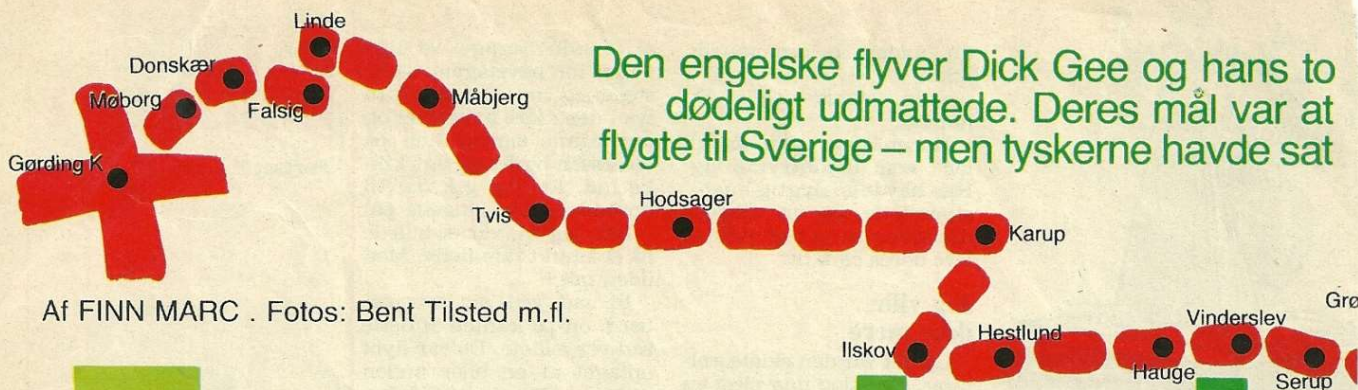 Linde
Donskær
Møborg
Falsig
Måbjerg
Gørding K
Den engelske flyver Dick Gee og hans to
dødeligt udmattede. Deres mål var at
flygte til Sverige – men tyskerne havde sat
Tvis
Hodsager
Karup
Af FINN MARC . Fotos: Bent Tilsted m.fl.
Ilskov
Hestlund
Hauge
Vinderslev
Serup
Grø